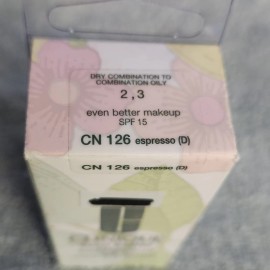 DRY COMBINATION TO
COMBINATION OILY
2 , 3
even better makeup
SPF 15
CN 126 espresso (D)
CN 126 espresso (D)